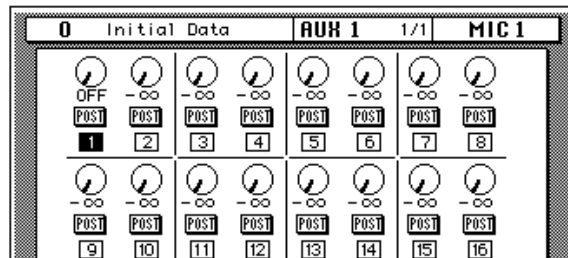 0 Initial Data AUX 1 1/1 MIC 1
OFF -∞ -∞ -∞ -∞ -∞ -∞ -∞
POST POST POST POST POST POST POST POST
1 2 3 4 5 6 7 8
-∞ -∞ -∞ -∞ -∞ -∞ -∞ -∞
POST POST POST POST POST POST POST POST
9 10 11 12 13 14 15 16